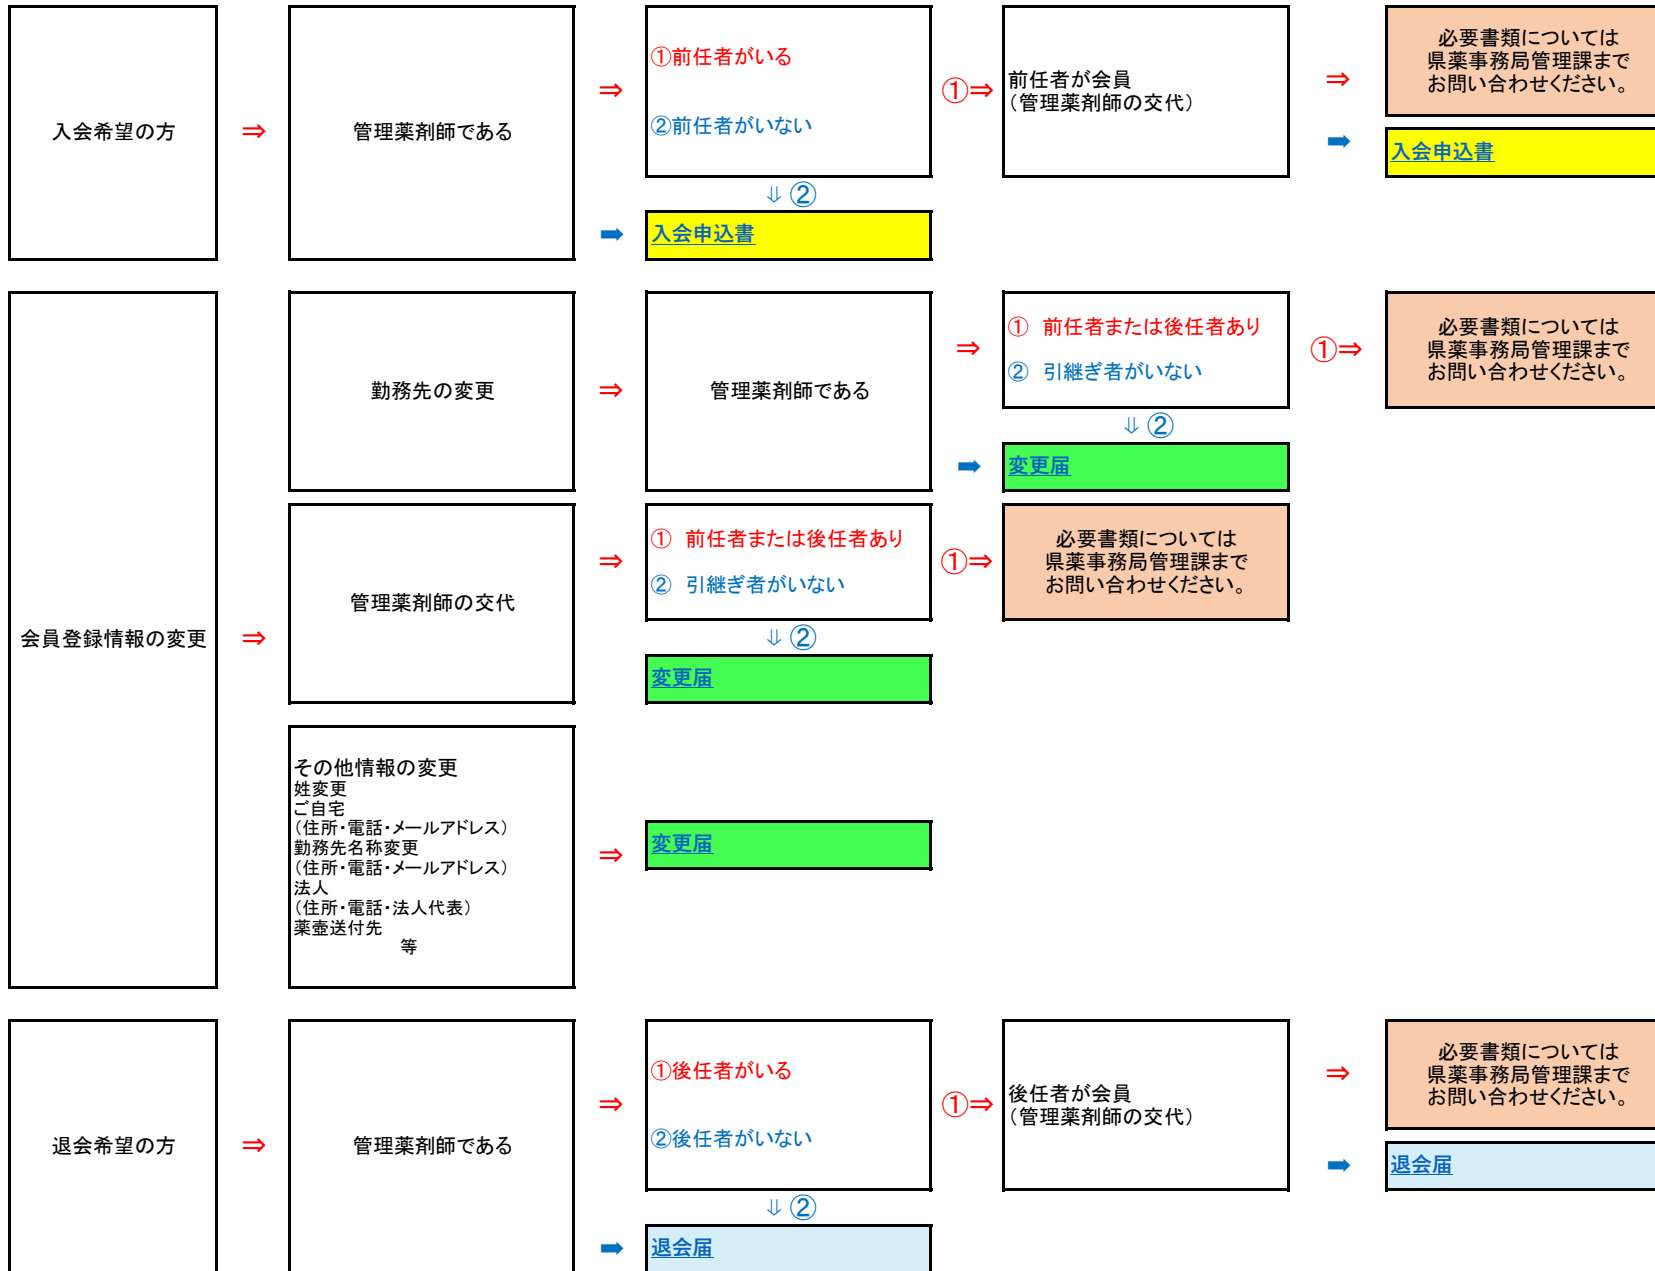 入会希望の方
⇒
管理薬剤師である
⇒
①前任者がいる
②前任者がいない
①⇒
前任者が会員
（管理薬剤師の交代）
⇒
必要書類については
県薬事務局管理課まで
お問い合わせください。
➡
入会申込書
⇓ ②
➡
入会申込書
会員登録情報の変更
⇒
勤務先の変更
⇒
管理薬剤師である
⇒
① 前任者または後任者あり
② 引継ぎ者がいない
①⇒
必要書類については
県薬事務局管理課まで
お問い合わせください。
⇓ ②
➡
変更届
管理薬剤師の交代
⇒
① 前任者または後任者あり
② 引継ぎ者がいない
①⇒
必要書類については
県薬事務局管理課まで
お問い合わせください。
⇓ ②
変更届
その他情報の変更
姓変更
ご自宅
（住所・電話・メールアドレス）
勤務先名称変更
（住所・電話・メールアドレス）
法人
（住所・電話・法人代表）
薬壷送付先
等
⇒
変更届
退会希望の方
⇒
管理薬剤師である
⇒
①後任者がいる
②後任者がいない
①⇒
後任者が会員
（管理薬剤師の交代）
⇒
必要書類については
県薬事務局管理課まで
お問い合わせください。
➡
退会届
⇓ ②
➡
退会届